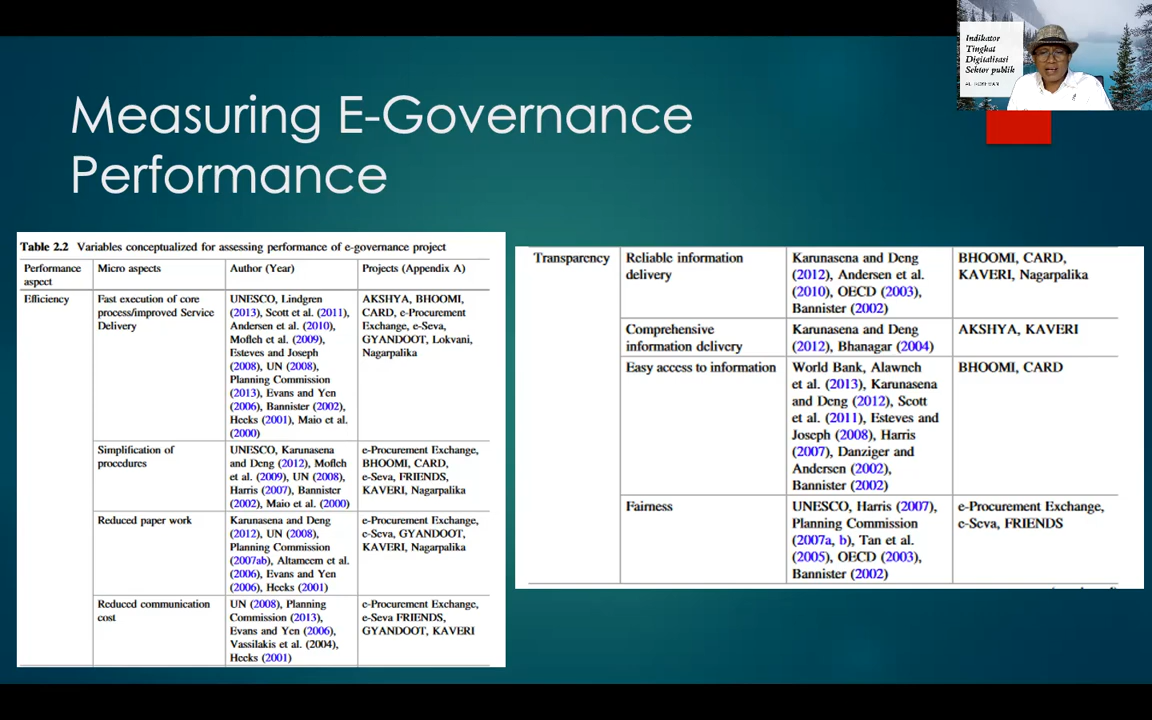 Indikator
Tingkat
Digitalisasi
Sektor publik
Measuring E-Governance
Performance
Table 2.2 Variables conceptualized for assessing performance of e-governance project
Performance
aspect
Micro aspects
Author (Year)
Projects (Appendix A)
Efficiency
Fast execution of core
process/improved Service
Delivery
UNESCO, Lindgren
(2013), Scott et al. (2011),
Andersen et al. (2010),
Mofleh et al. (2009),
Esteves and Joseph
(2008), UN (2008),
Planning Commission
(2013), Evans and Yen
(2006), Bannister (2002),
Heeks (2001), Maio et al.
(2000)
AKSHYA, BHOOMI,
CARD, e-Procurement
Exchange, e-Seva,
GYANDOOT, Lokvani,
Nagarpalika
Simplification of
procedures
UNESCO, Karunasena
and Deng (2012), Mofleh
et al. (2009), UN (2008),
Harris (2007), Bannister
(2002), Maio et al. (2000)
e-Procurement Exchange,
BHOOMI, CARD,
e-Seva, FRIENDS,
KAVERI, Nagarpalika
Reduced paper work
Karunasena and Deng
(2012), UN (2008),
Planning Commission
(2007ab), Altameem et al.
(2006), Evans and Yen
(2006), Heeks (2001)
e-Procurement Exchange,
e-Seva, GYANDOOT,
KAVERI, Nagarpalika
Reduced communication
cost
UN (2008), Planning
Commission (2013),
Evans and Yen (2006),
Vassilakis et al. (2004),
Heeks (2001)
e-Procurement Exchange,
e-Seva FRIENDS,
GYANDOOT, KAVERI
Transparency
Reliable information
delivery
Karunasena and Deng
(2012), Andersen et al.
(2010), OECD (2003),
Bannister (2002)
BHOOMI, CARD,
KAVERI, Nagarpalika
Comprehensive
information delivery
Karunasena and Deng
(2012), Bhanagar (2004)
AKSHYA, KAVERI
Easy access to information
World Bank, Alawneh
et al. (2013), Karunasena
and Deng (2012), Scott
et al. (2011), Esteves and
Joseph (2008), Harris
(2007), Danziger and
Andersen (2002),
Bannister (2002)
BHOOMI, CARD
Fairness
UNESCO, Harris (2007),
Planning Commission
(2007a, b), Tan et al.
(2005), OECD (2003),
Bannister (2002)
e-Procurement Exchange,
e-Seva, FRIENDS